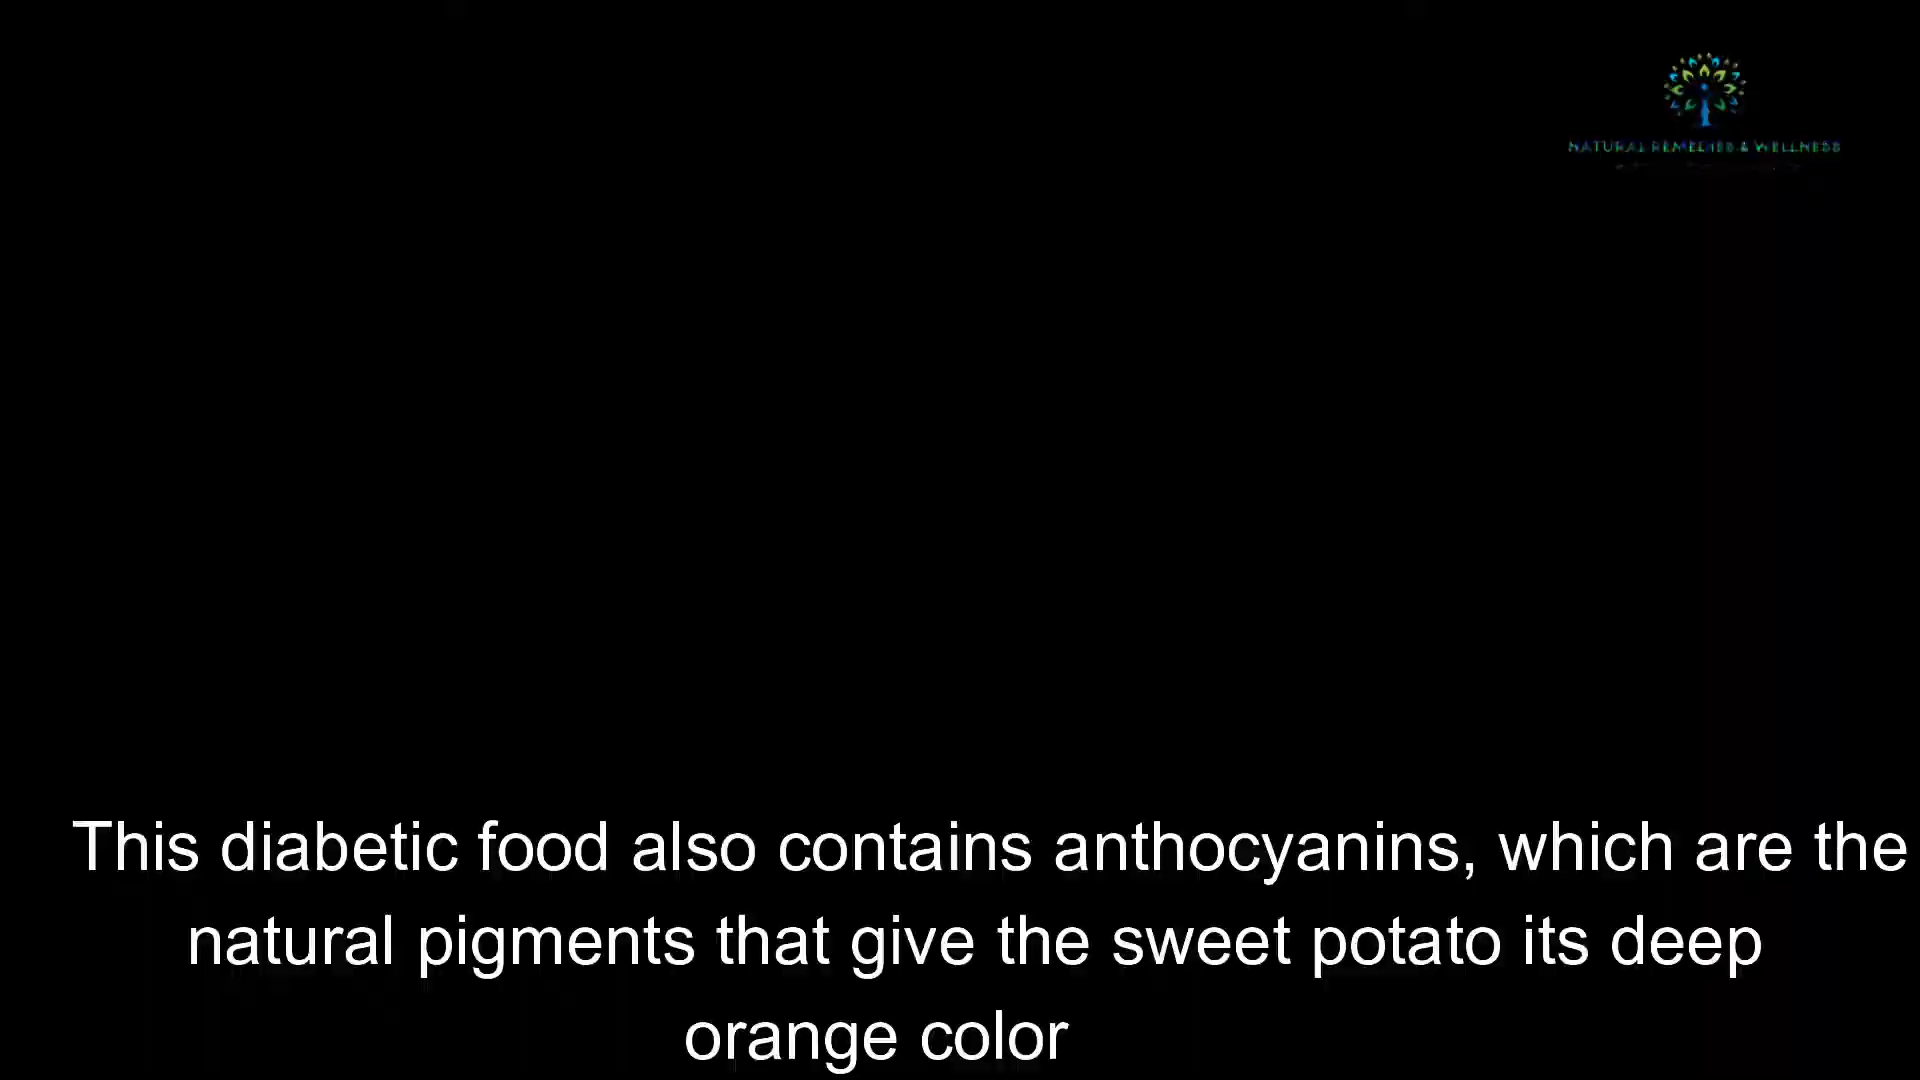 NATURAL REMEDIES & WELLNESS
This diabetic food also contains anthocyanins, which are the
natural pigments that give the sweet potato its deep
orange color